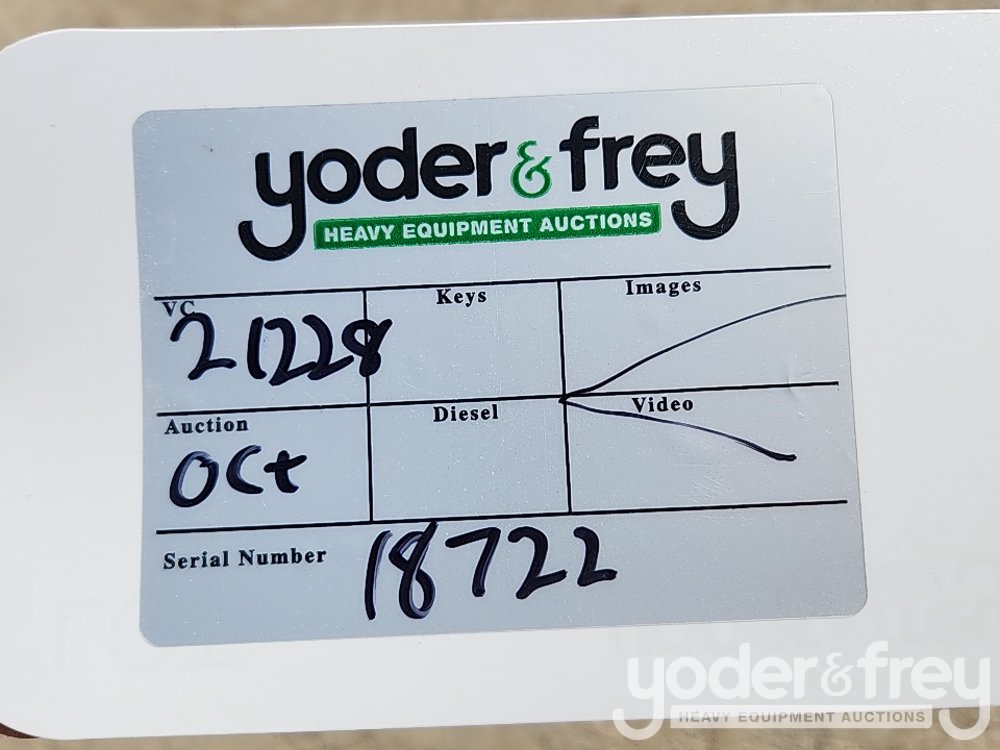 yoder & frey
HEAVY EQUIPMENT AUCTIONS
VC Keys Images
21228
Auction Diesel Video
Oct
Serial Number 18722
yoder & frey
HEAVY EQUIPMENT AUCTIONS